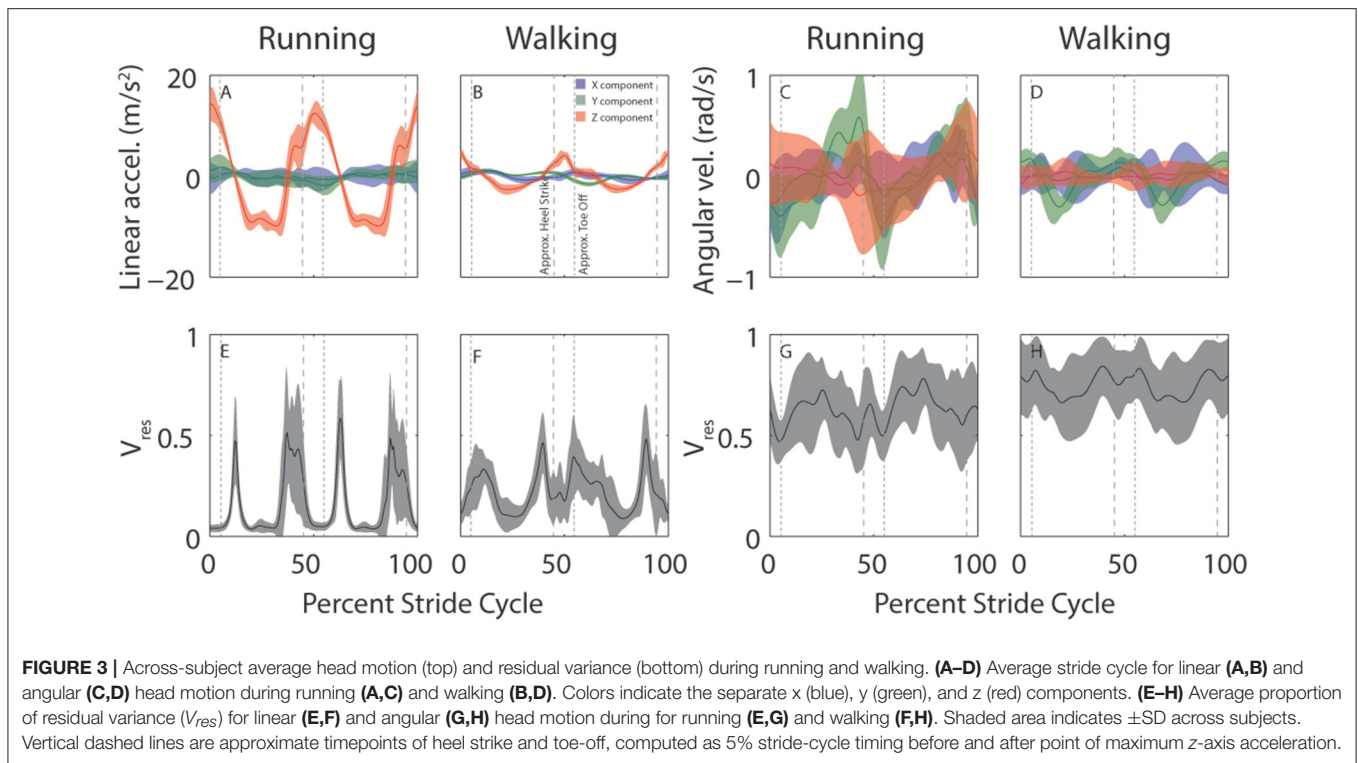 Running
Walking
Running
Walking
Linear accel. (m/s²)
20
0
−20
A
B
X component
Y component
Z component
Approx. Heel Strike
Approx. Toe Off
Angular vel. (rad/s)
1
0
−1
C
D
V res
1
0.5
0
E
F
0 50 100
0 50 100
Percent Stride Cycle
V res
1
0.5
0
G
H
0 50 100
0 50 100
Percent Stride Cycle
FIGURE 3 | Across-subject average head motion (top) and residual variance (bottom) during running and walking. (A–D) Average stride cycle for linear (A,B) and
angular (C,D) head motion during running (A,C) and walking (B,D). Colors indicate the separate x (blue), y (green), and z (red) components. (E–H) Average proportion
of residual variance (Vres) for linear (E,F) and angular (G,H) head motion during for running (E,G) and walking (F,H). Shaded area indicates ±SD across subjects.
Vertical dashed lines are approximate timepoints of heel strike and toe-off, computed as 5% stride-cycle timing before and after point of maximum z-axis acceleration.